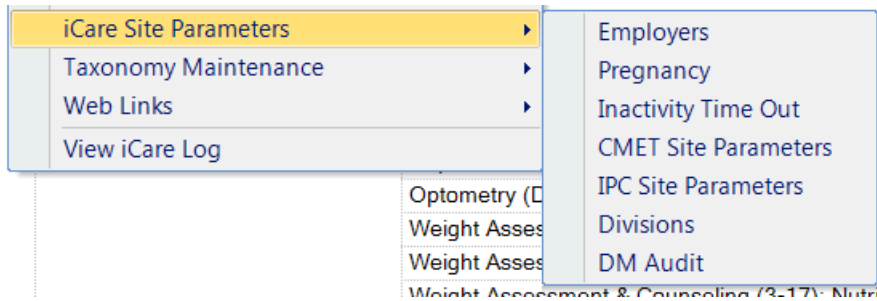 iCare Site Parameters
Taxonomy Maintenance
Web Links
View iCare Log
Employers
Pregnancy
Inactivity Time Out
CMET Site Parameters
IPC Site Parameters
Divisions
DM Audit
Optometry (D
Weight Asses
Weight Asses
Weight Assessment & Counseling (3-17): Nutri